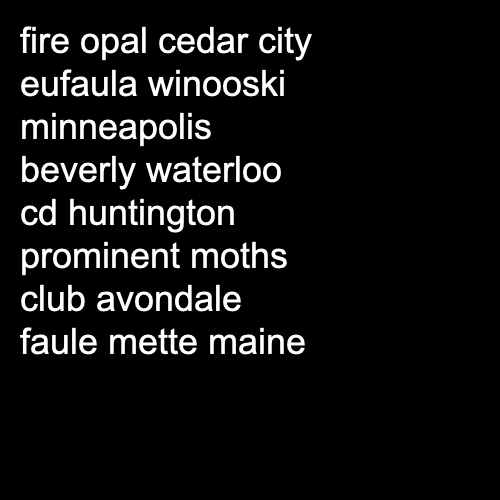 fire opal cedar city
eufaula winooski
minneapolis
beverly waterloo
cd huntington
prominent moths
club avondale
faule mette maine